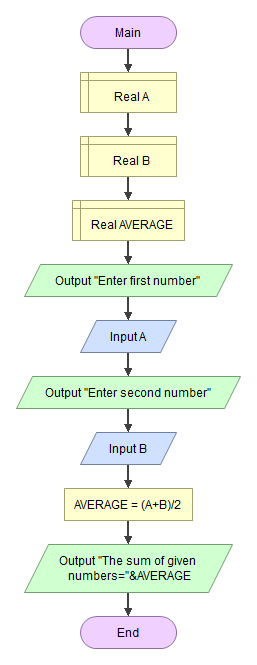 Main
Real A
Real B
Real AVERAGE
Output "Enter first number"
Input A
Output "Enter second number"
Input B
AVERAGE = (A+B)/2
Output "The sum of given
numbers="&AVERAGE
End